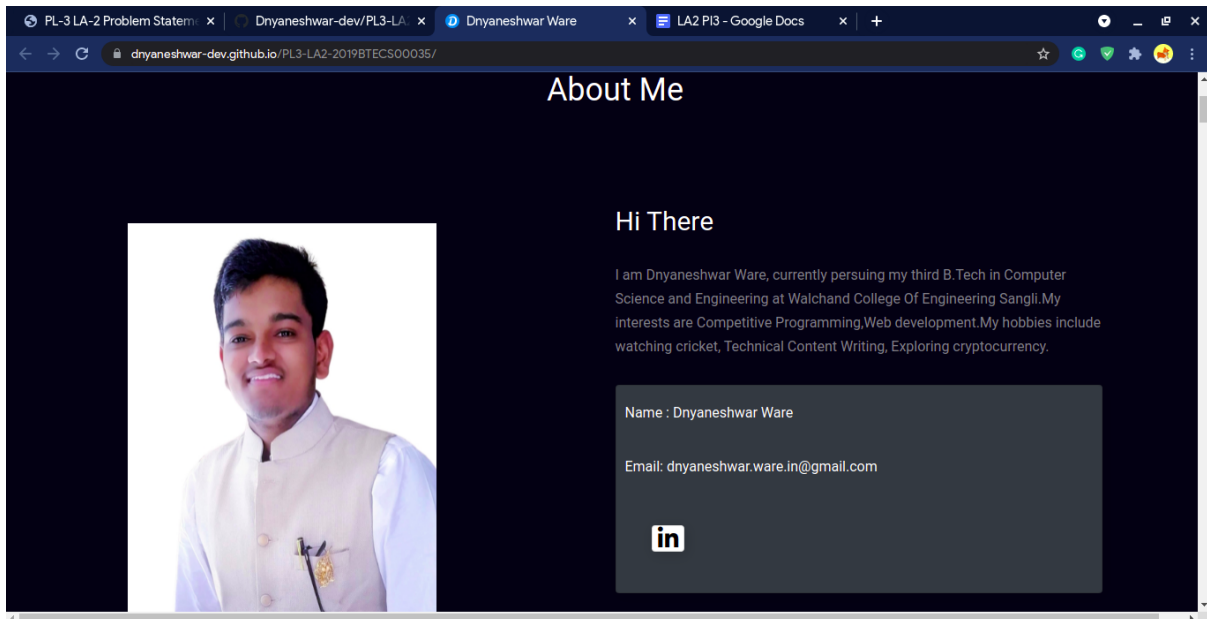 PL-3 LA-2 Problem Statem
Dnyaneshwar-dev/PL3-LA
Dnyaneshwar Ware
LA2 Pl3 - Google Docs
dnyaneshwar-dev.github.io/PL3-LA2-2019BTECS00035/
About Me
Hi There
I am Dnyaneshwar Ware, currently persuing my third B.Tech in Computer
Science and Engineering at Walchand College Of Engineering Sangli.My
interests are Competitive Programming,Web development.My hobbies include
watching cricket, Technical Content Writing, Exploring cryptocurrency.
Name : Dnyaneshwar Ware
Email: dnyaneshwar.ware.in@gmail.com
in